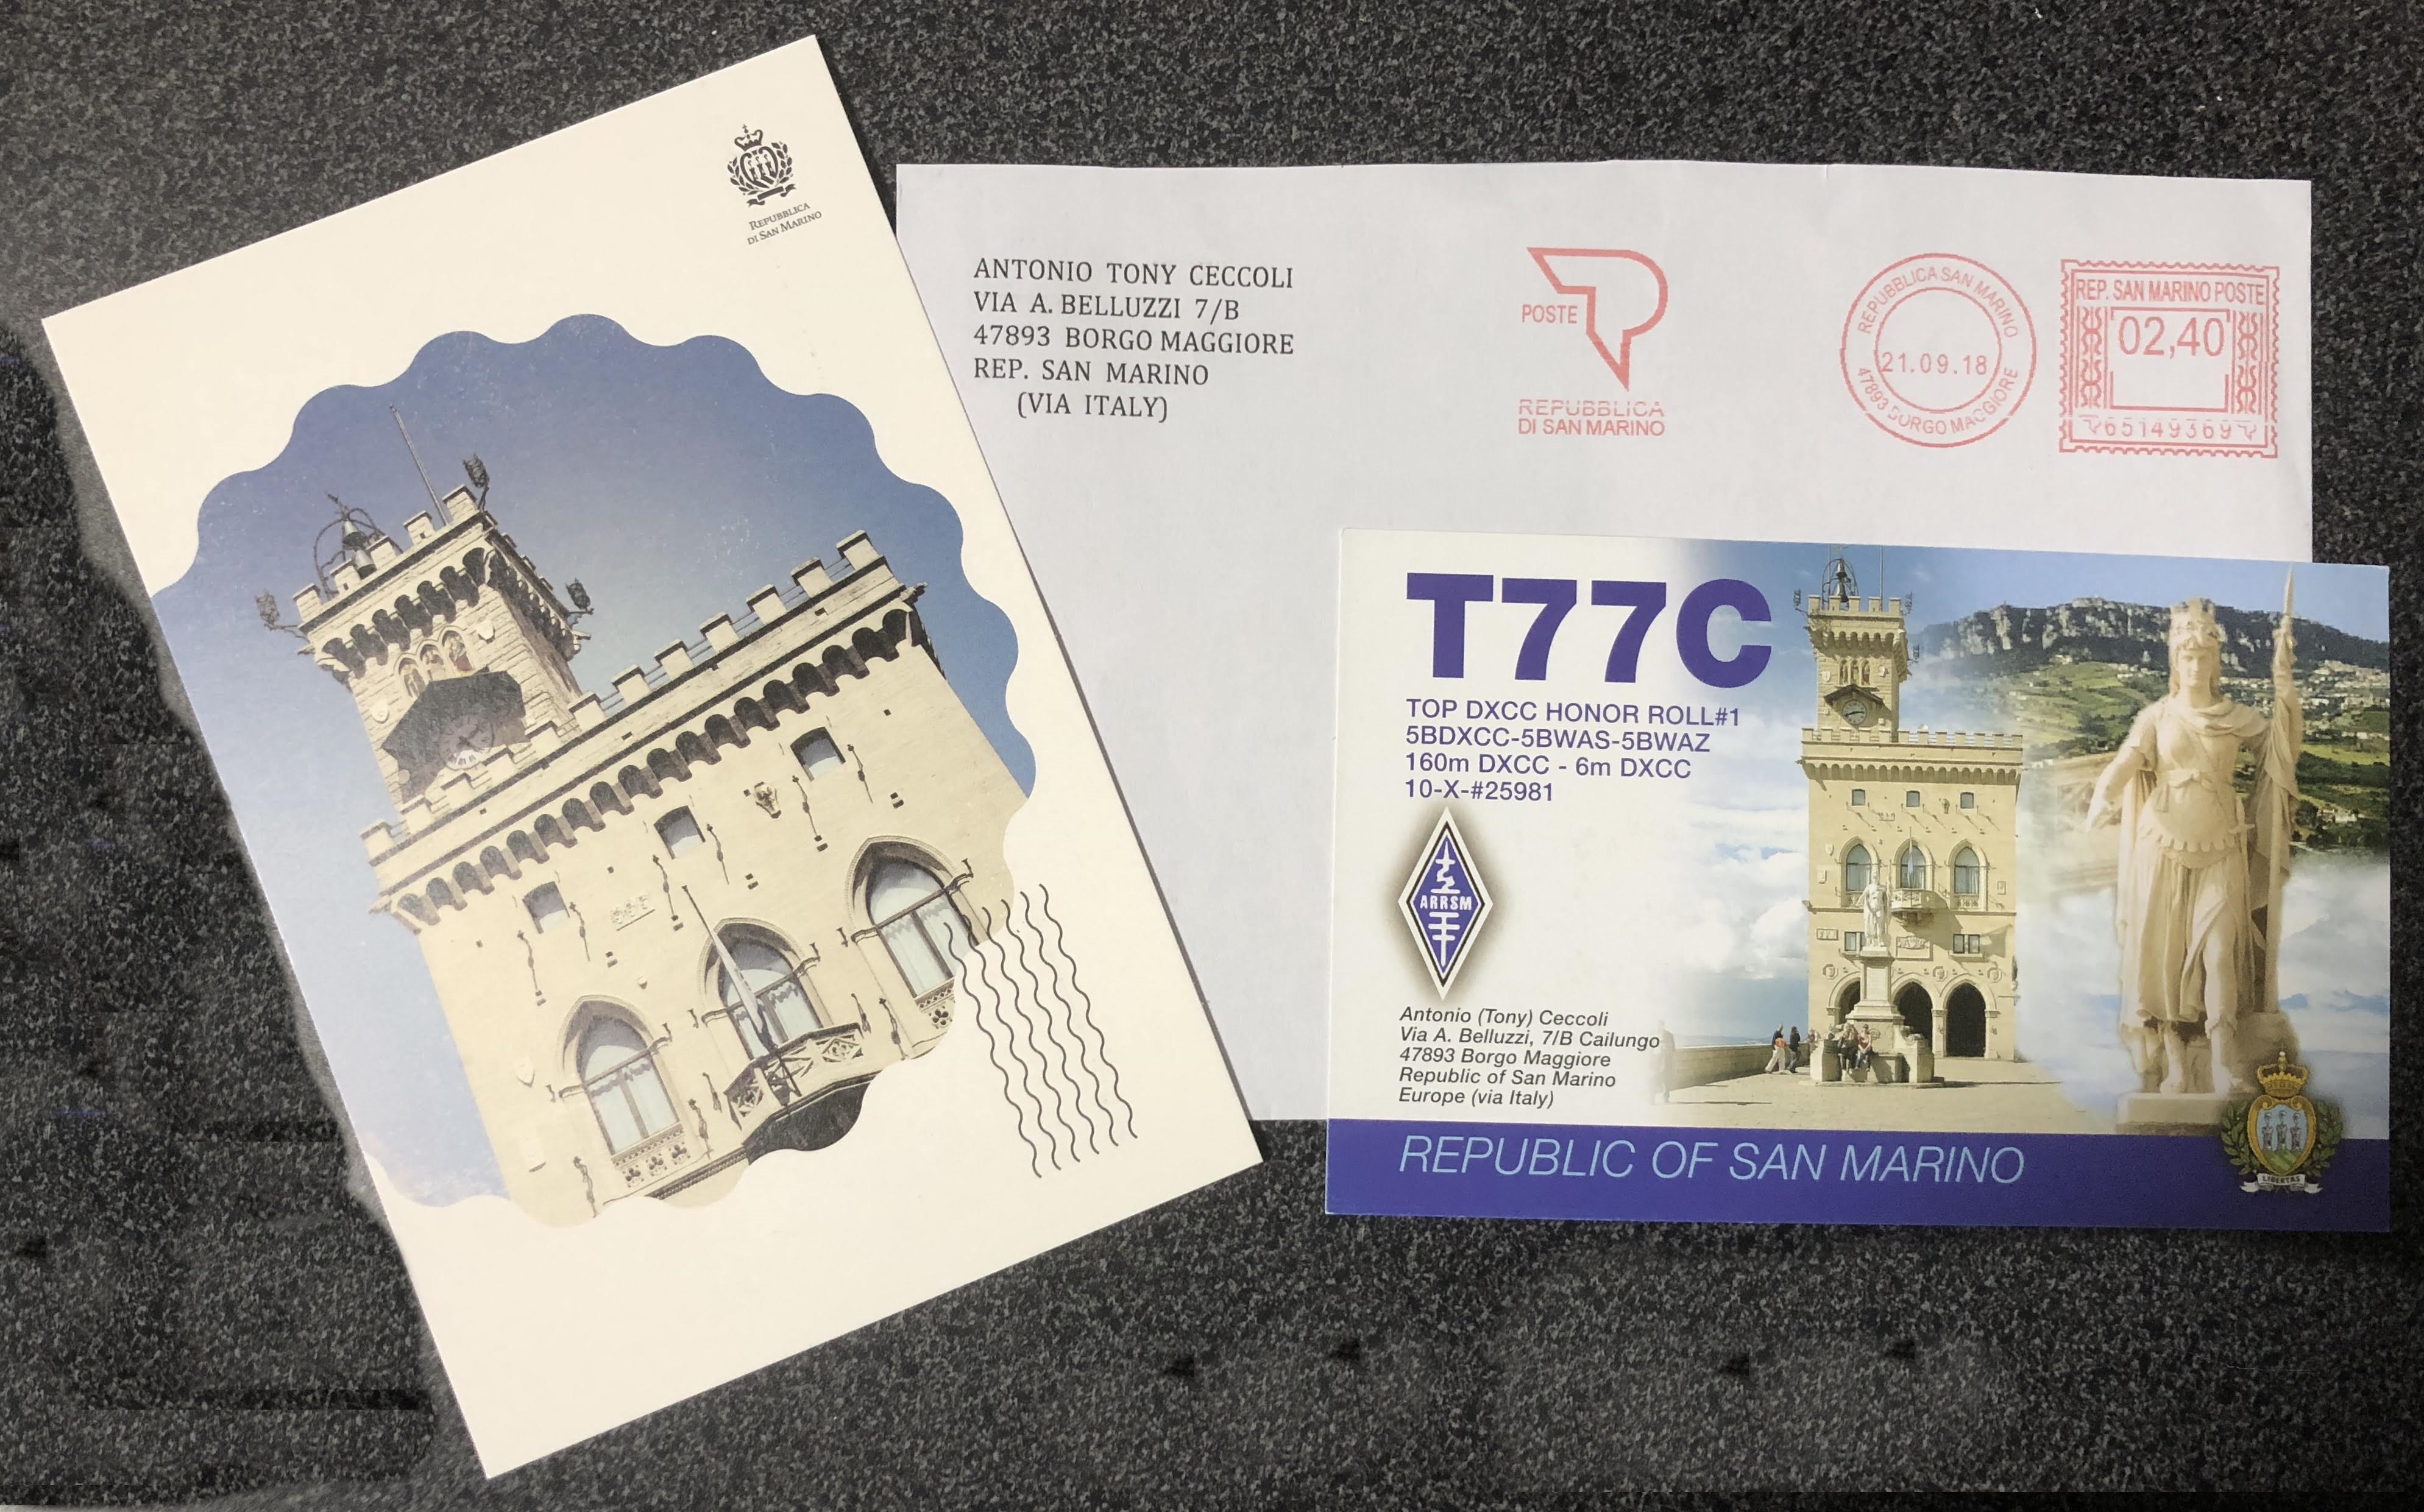 REPUBBLICA
DI SAN MARINO
ANTONIO TONY CECCOLI
VIA A. BELLUZZI 7/B
47893 BORGO MAGGIORE
REP. SAN MARINO
(VIA ITALY)
POSTE
REPUBBLICA
DI SAN MARINO
REPUBBLICA SAN MARINO
21.09.18
47893 BORGO MAGGIORE
REP. SAN MARINO POSTE
02,40
65149369
T77C
TOP DXCC HONOR ROLL#1
5BDXCC-5BWAS-5BWAZ
160m DXCC - 6m DXCC
10-X-#25981
ARRSM
Antonio (Tony) Ceccoli
Via A. Belluzzi, 7/B Cailungo
47893 Borgo Maggiore
Republic of San Marino
Europe (via Italy)
REPUBLIC OF SAN MARINO
LIBERTAS